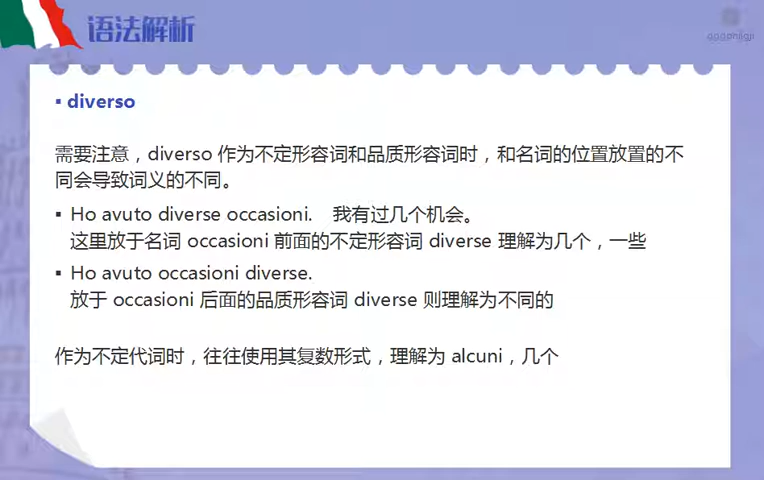 语法解析
▪ diverso
需要注意，diverso 作为不定形容词和品质形容词时，和名词的位置放置的不
同会导致词义的不同。
▪ Ho avuto diverse occasioni. 我有过几个机会。
这里放于名词 occasioni 前面的不定形容词 diverse 理解为几个，一些
▪ Ho avuto occasioni diverse.
放于 occasioni 后面的品质形容词 diverse 则理解为不同的
作为不定代词时，往往使用其复数形式，理解为 alcuni，几个